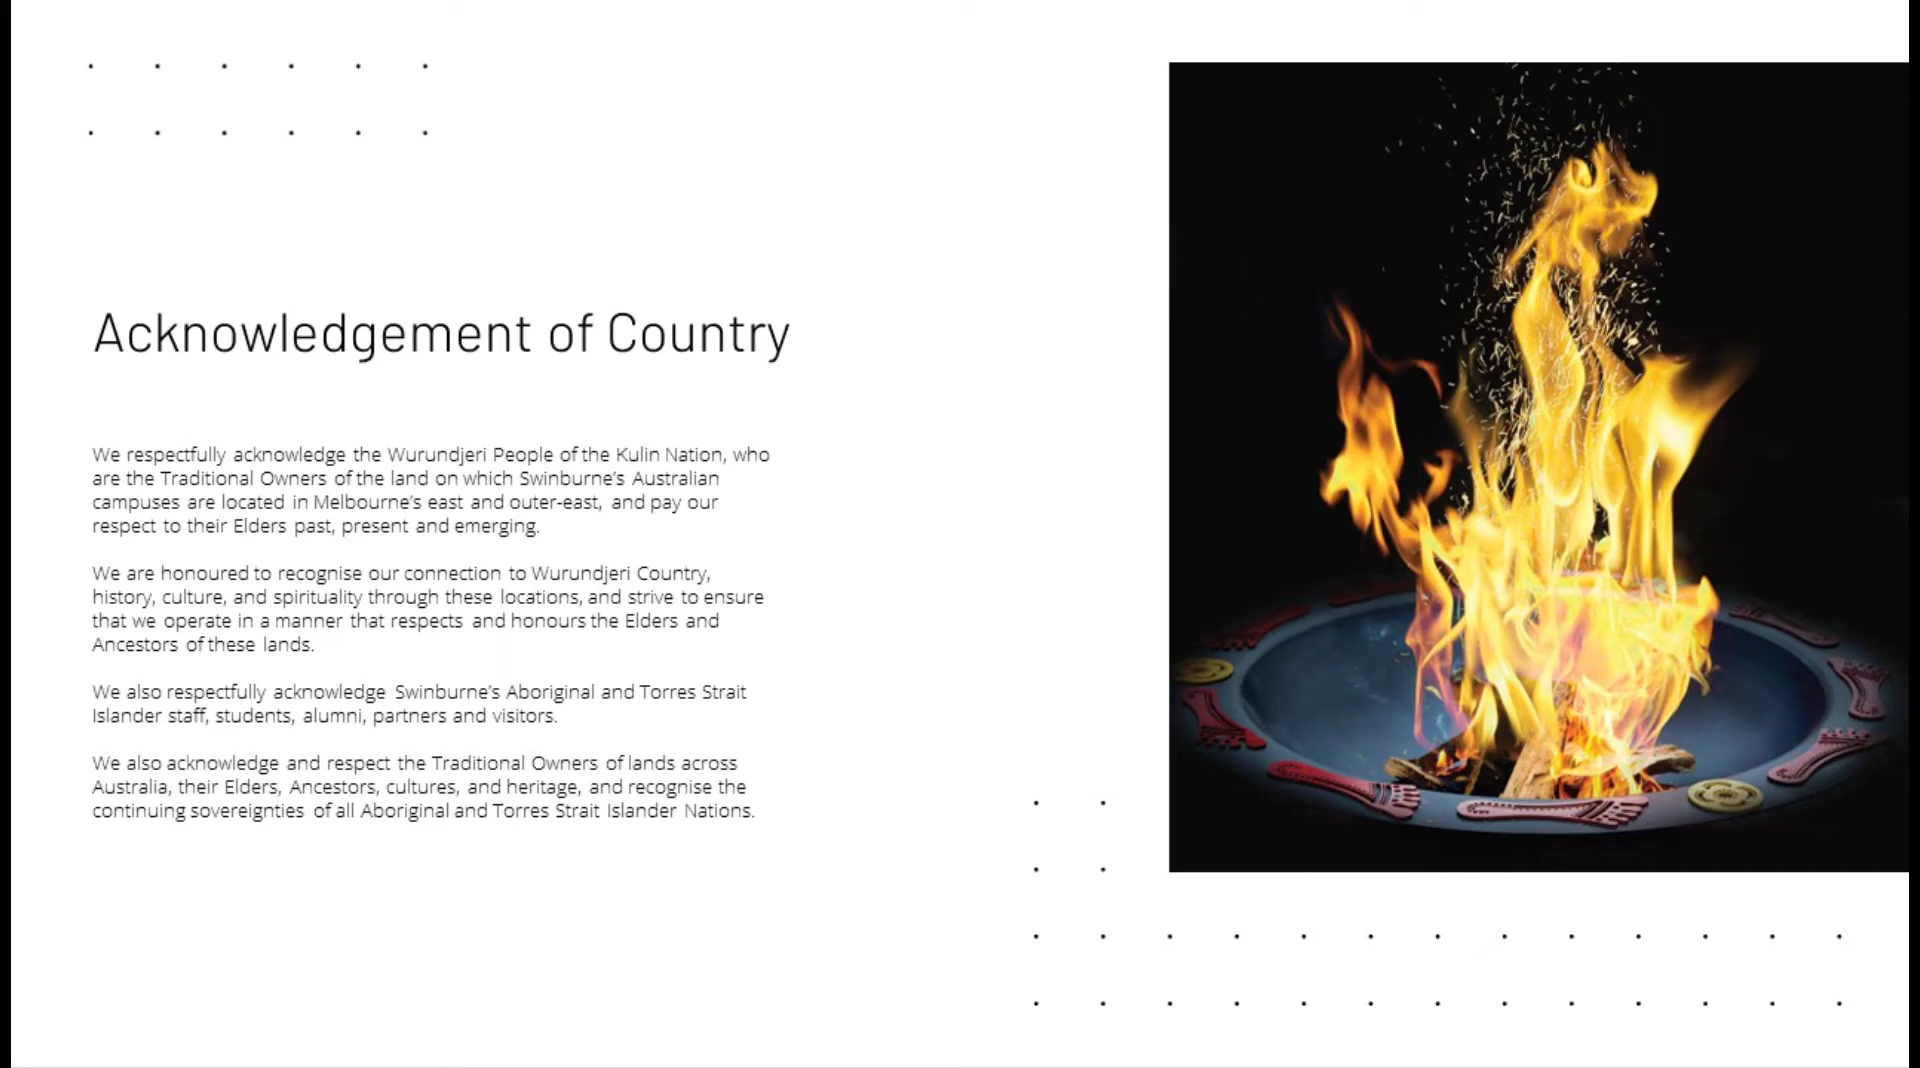 Acknowledgement of Country
We respectfully acknowledge the Wurundjeri People of the Kulin Nation, who
are the Traditional Owners of the land on which Swinburne's Australian
campuses are located in Melbourne's east and outer-east, and pay our
respect to their Elders past, present and emerging.
We are honoured to recognise our connection to Wurundjeri Country,
history, culture, and spirituality through these locations, and strive to ensure
that we operate in a manner that respects and honours the Elders and
Ancestors of these lands.
We also respectfully acknowledge Swinburne's Aboriginal and Torres Strait
Islander staff, students, alumni, partners and visitors.
We also acknowledge and respect the Traditional Owners of lands across
Australia, their Elders, Ancestors, cultures, and heritage, and recognise the
continuing sovereignties of all Aboriginal and Torres Strait Islander Nations.